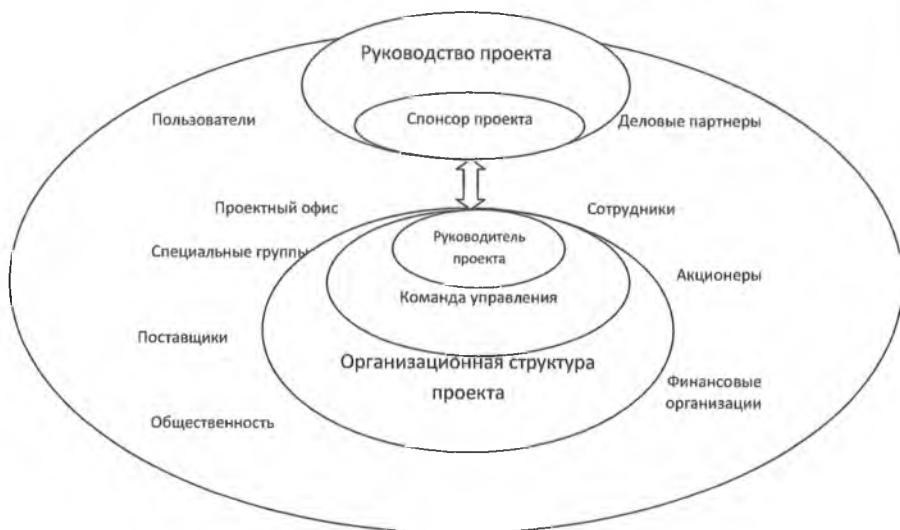 Руководство проекта
Пользователи
Спонсор проекта
Деловые партнеры
Проектный офис
Сотрудники
Специальные группы
Руководитель
проекта
Акционеры
Команда управления
Поставщики
Организационная структура
проекта
Финансовые
организации
Общественность